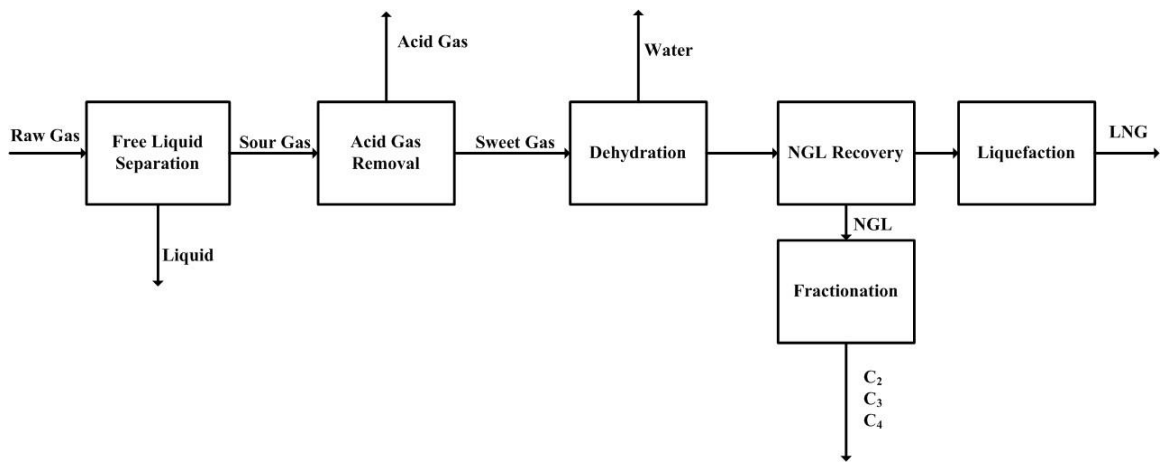 Acid Gas
Water
Raw Gas
Free Liquid
Separation
Sour Gas
Acid Gas
Removal
Sweet Gas
Dehydration
NGL Recovery
Liquefaction
LNG
Liquid
NGL
Fractionation
C₂
C₃
C₄